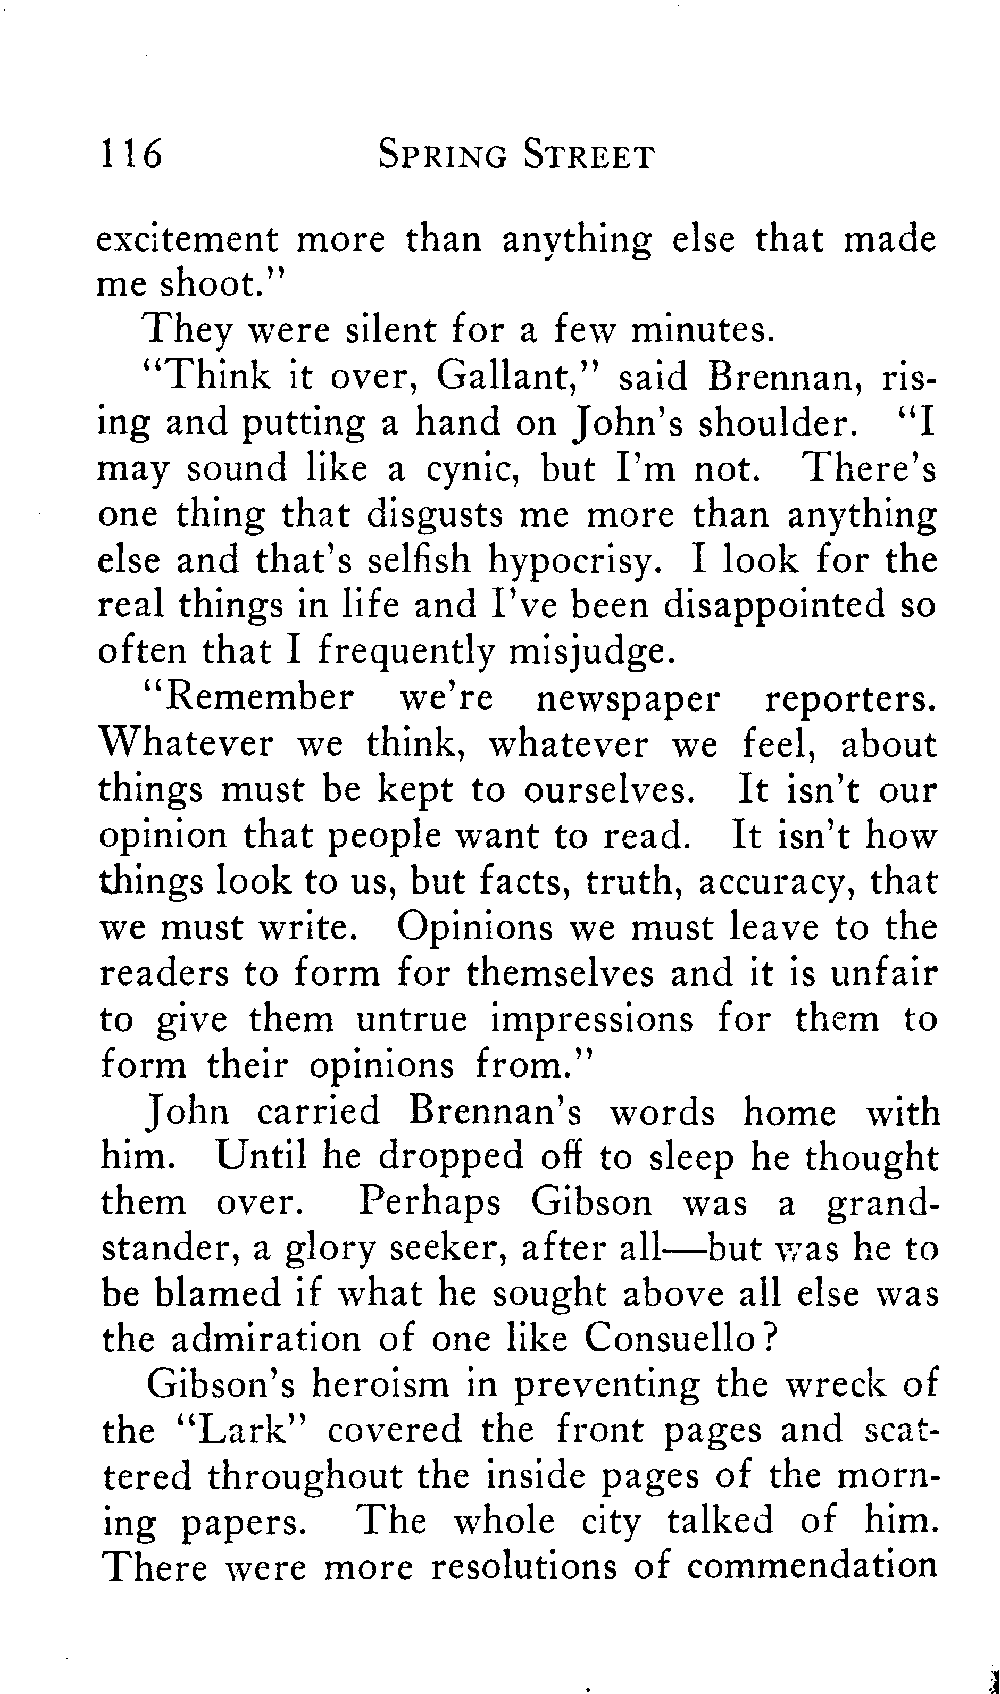 116 SPRING STREET
excitement more than anything else that made
me shoot."
They were silent for a few minutes.
"Think it over, Gallant," said Brennan, ris-
ing and putting a hand on John's shoulder. "I
may sound like a cynic, but I'm not. There's
one thing that disgusts me more than anything
else and that's selfish hypocrisy. I look for the
real things in life and I've been disappointed so
often that I frequently misjudge.
"Remember we're newspaper reporters.
Whatever we think, whatever we feel, about
things must be kept to ourselves. It isn't our
opinion that people want to read. It isn't how
things look to us, but facts, truth, accuracy, that
we must write. Opinions we must leave to the
readers to form for themselves and it is unfair
to give them untrue impressions for them to
form their opinions from."
John carried Brennan's words home with
him. Until he dropped off to sleep he thought
them over. Perhaps Gibson was a grand-
stander, a glory seeker, after all—but was he to
be blamed if what he sought above all else was
the admiration of one like Consuello?
Gibson's heroism in preventing the wreck of
the "Lark" covered the front pages and scat-
tered throughout the inside pages of the morn-
ing papers. The whole city talked of him.
There were more resolutions of commendation